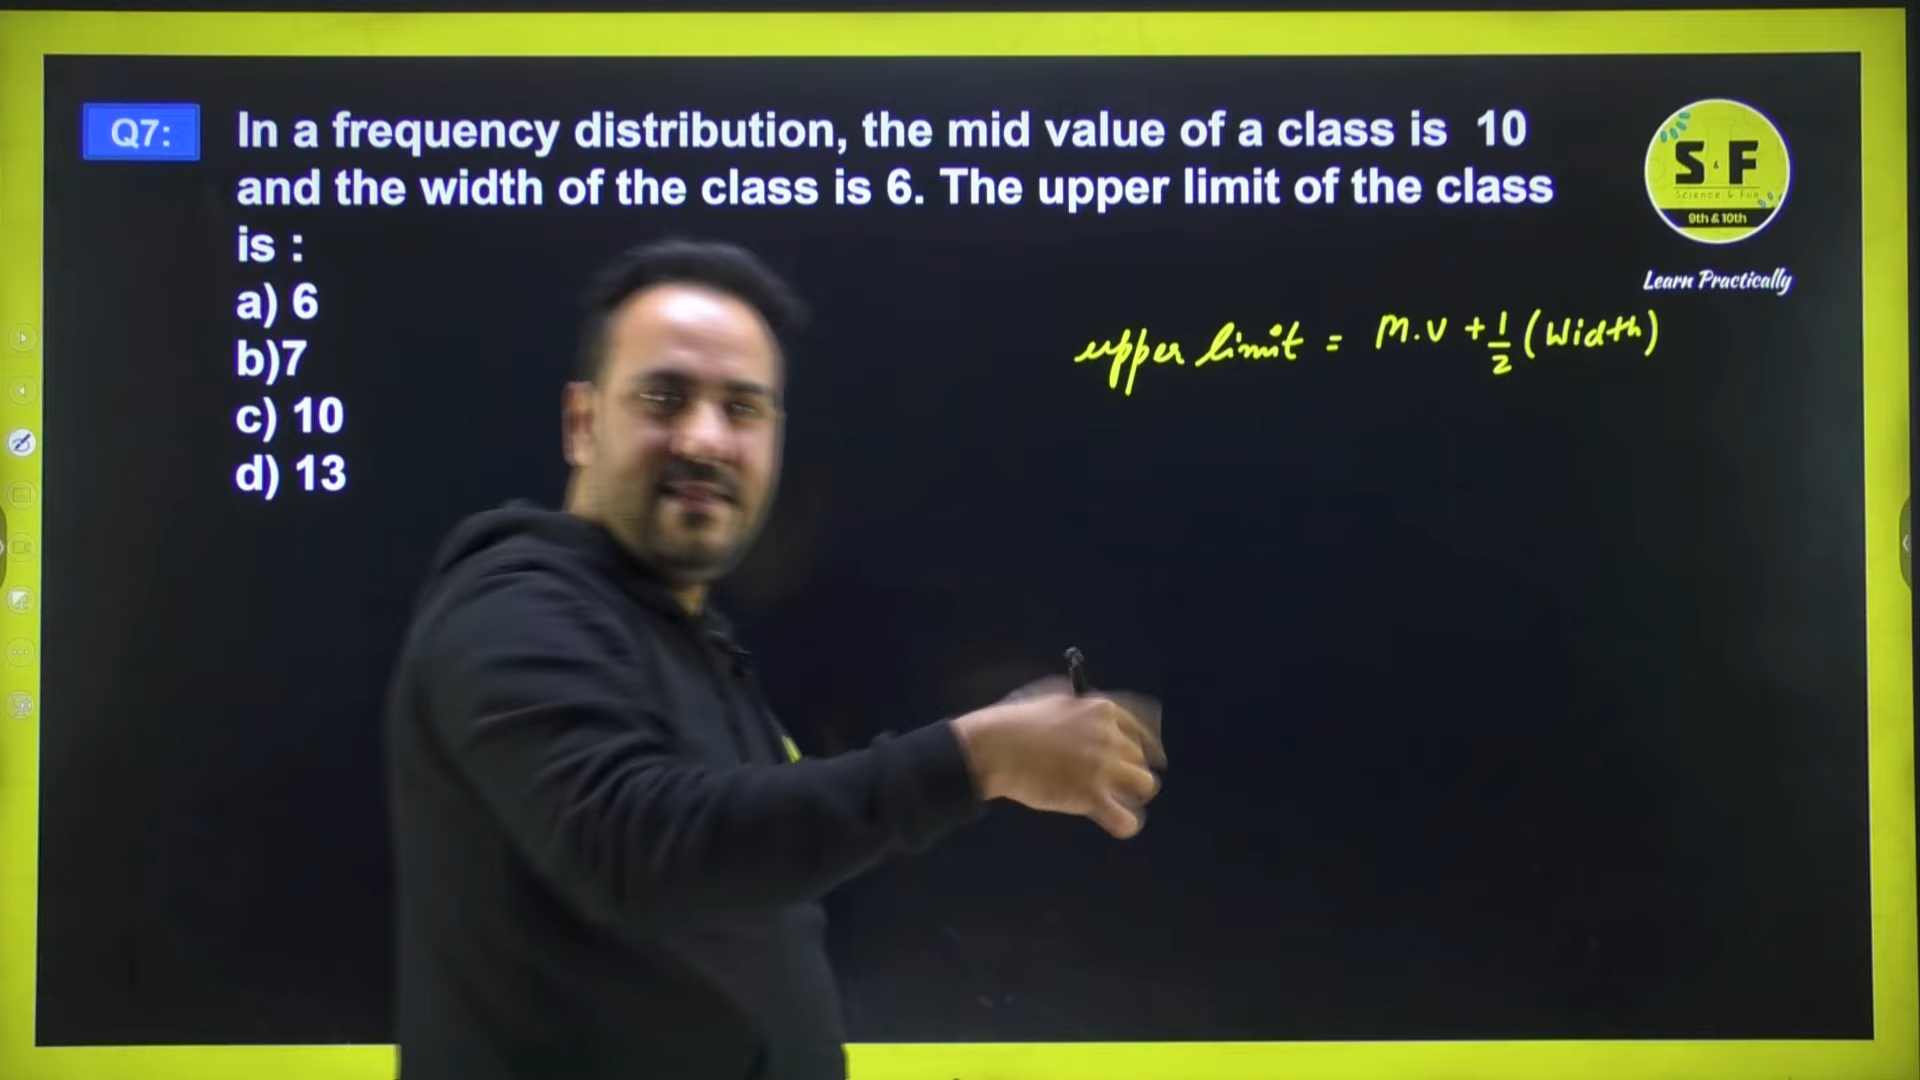 Q7: In a frequency distribution, the mid value of a class is 10
and the width of the class is 6. The upper limit of the class
is :
a) 6
b)7
c) 10
d) 13
S & F
Science & Fun
9th & 10th
Learn Practically
upper limit = M.V + 1/2 (Width)